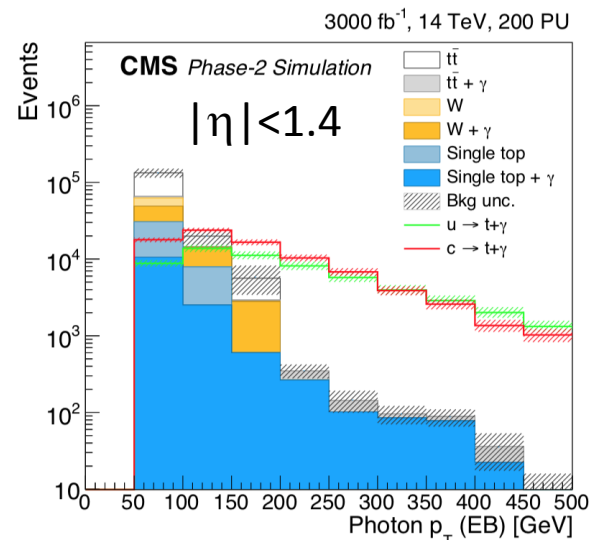 3000 fb⁻¹, 14 TeV, 200 PU
CMS Phase-2 Simulation
|η|<1.4
Events
10⁶
10⁵
10⁴
10³
10²
10
tt̄
tt̄ + γ
W
W + γ
Single top
Single top + γ
Bkg unc.
u → t+γ
c → t+γ
0 50 100 150 200 250 300 350 400 450 500
Photon p_T (EB) [GeV]